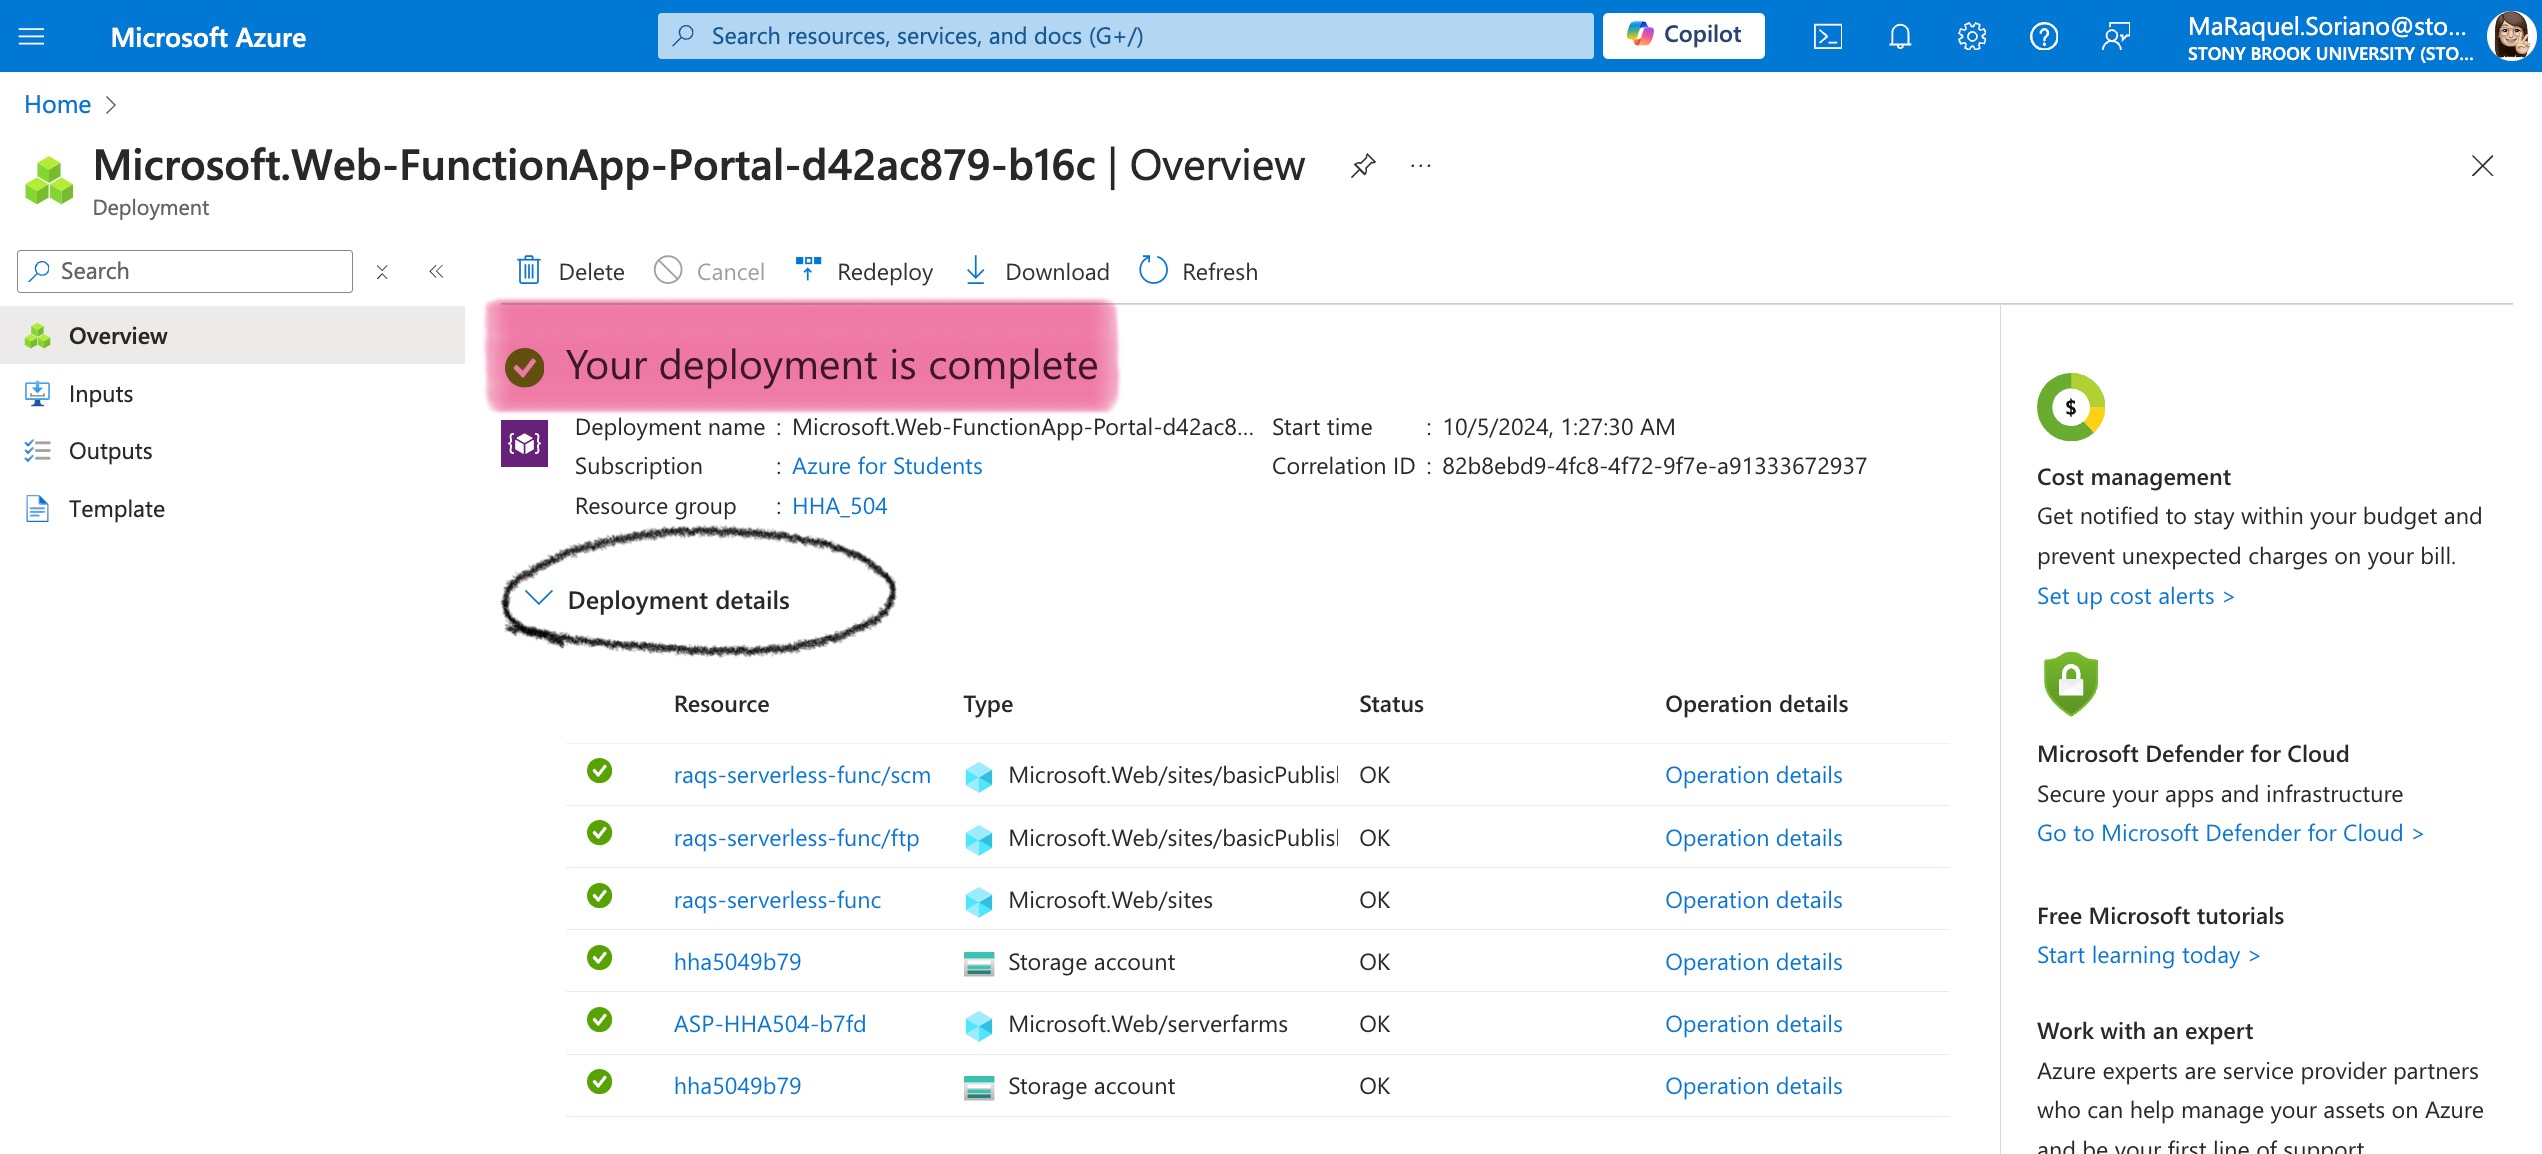 Microsoft Azure
Search resources, services, and docs (G+/)
Copilot
MaRaquel.Soriano@sto...
STONY BROOK UNIVERSITY (STO...
Home
Microsoft.Web-FunctionApp-Portal-d42ac879-b16c | Overview
Deployment
Search
Delete
Cancel
Redeploy
Download
Refresh
Overview
Inputs
Outputs
Template
Your deployment is complete
Deployment name : Microsoft.Web-FunctionApp-Portal-d42ac8...
Subscription : Azure for Students
Resource group : HHA_504
Start time : 10/5/2024, 1:27:30 AM
Correlation ID : 82b8ebd9-4fc8-4f72-9f7e-a91333672937
Deployment details
Resource Type Status Operation details
raqs-serverless-func/scm Microsoft.Web/sites/basicPublis OK Operation details
raqs-serverless-func/ftp Microsoft.Web/sites/basicPublis OK Operation details
raqs-serverless-func Microsoft.Web/sites OK Operation details
hha5049b79 Storage account OK Operation details
ASP-HHA504-b7fd Microsoft.Web/serverfarms OK Operation details
hha5049b79 Storage account OK Operation details
$
Cost management
Get notified to stay within your budget and
prevent unexpected charges on your bill.
Set up cost alerts >
Microsoft Defender for Cloud
Secure your apps and infrastructure
Go to Microsoft Defender for Cloud >
Free Microsoft tutorials
Start learning today >
Work with an expert
Azure experts are service provider partners
who can help manage your assets on Azure
and be your first line of support.